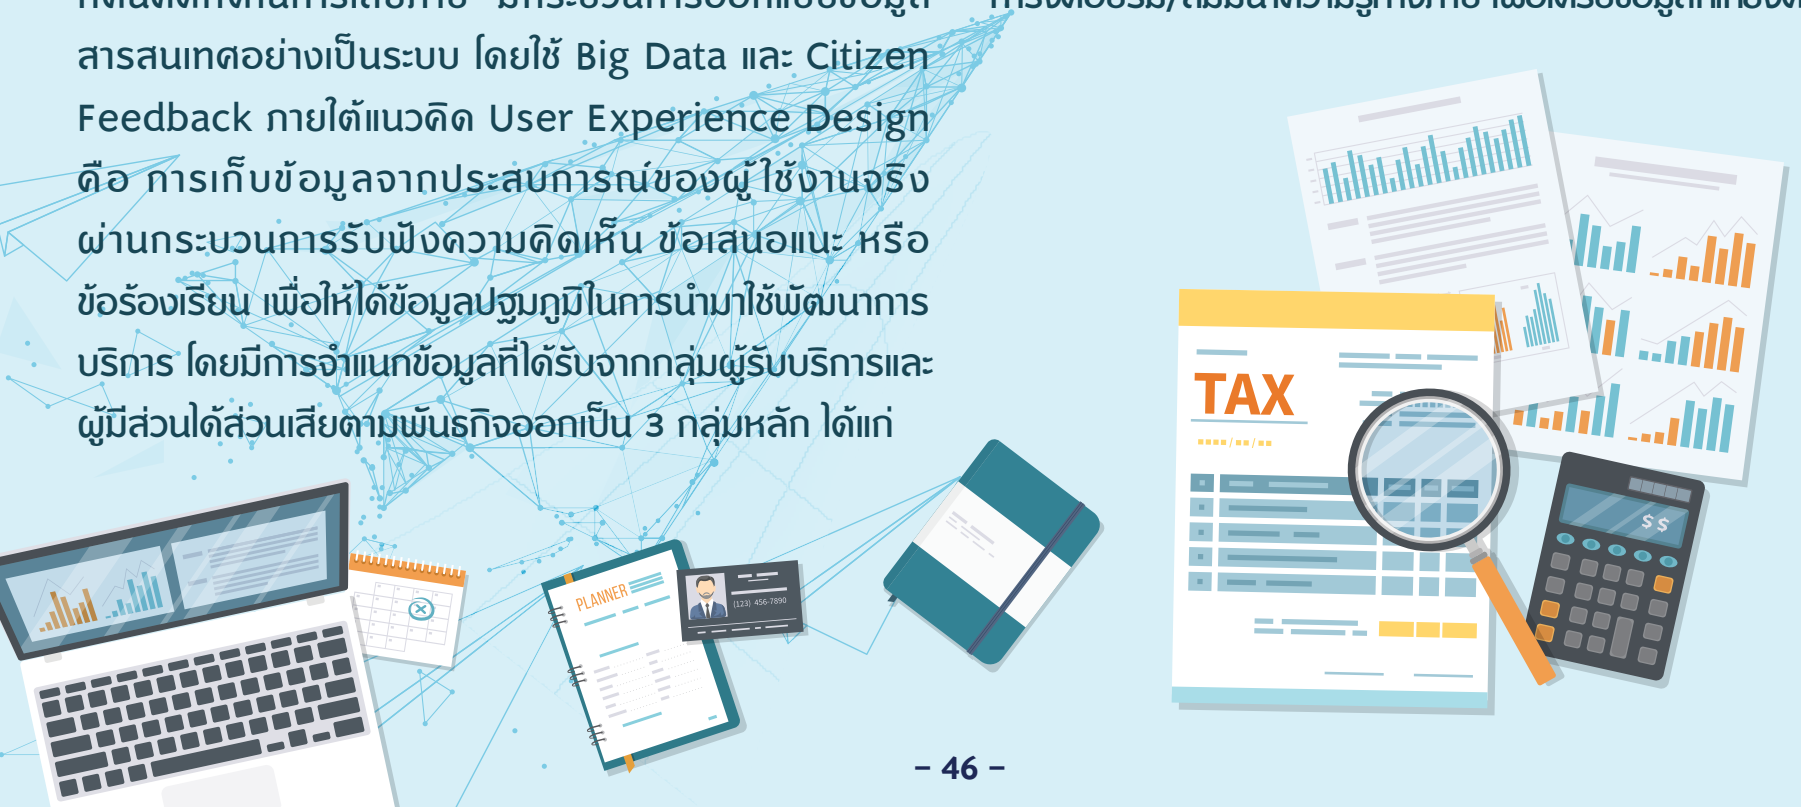 สารสนเทศอย่างเป็นระบบ โดยใช้ Big Data และ Citizen
Feedback ภายใต้แนวคิด User Experience Design
คือ การเก็บข้อมูลจากประสบการณ์ของผู้ใช้งานจริง
ผ่านกระบวนการรับฟังความคิดเห็น ข้อเสนอแนะ หรือ
ข้อร้องเรียน เพื่อให้ได้ข้อมูลปฐมภูมิในการนำมาใช้พัฒนาการ
บริการ โดยมีการจำแนกข้อมูลที่ได้รับจากกลุ่มผู้รับบริการและ
ผู้มีส่วนได้ส่วนเสียตามพันธกิจออกเป็น 3 กลุ่มหลัก ได้แก่
TAX
$$
PLANNER
(123) 456-7890
– 46 –